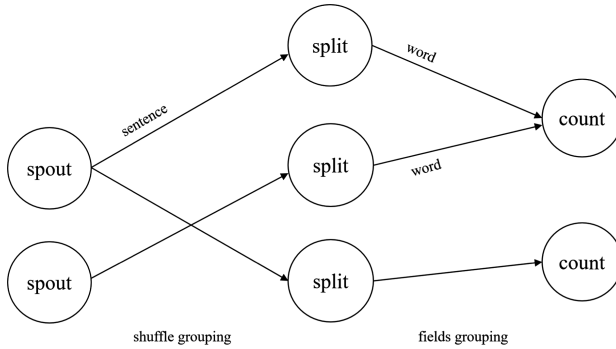 split
word
sentence
count
spout
split
word
spout
split
count
shuffle grouping
fields grouping